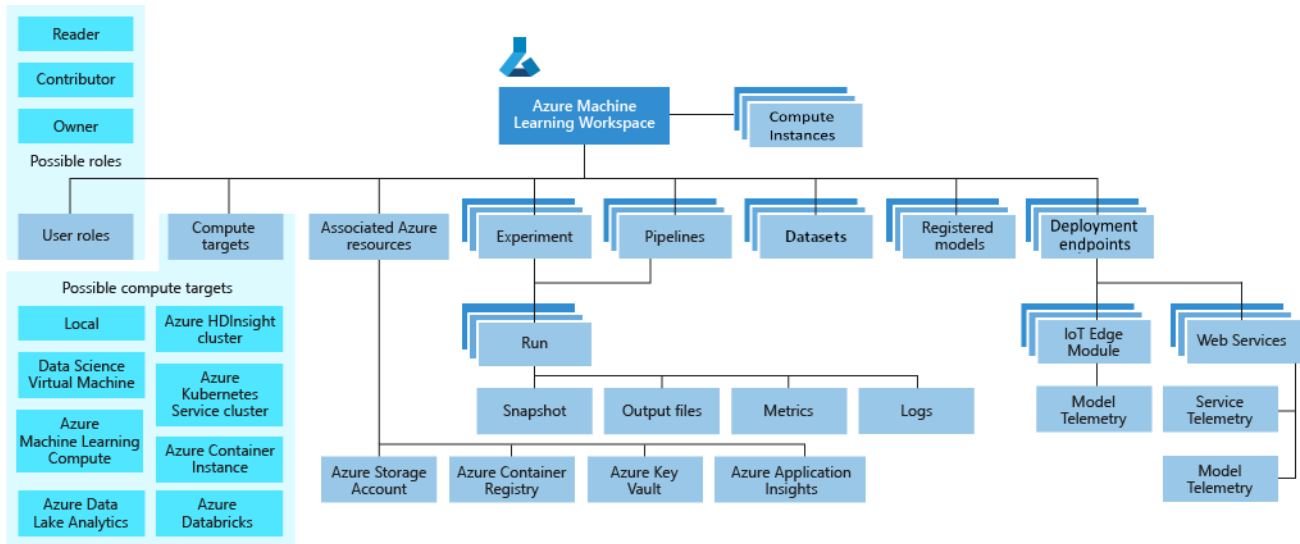 Reader
Contributor
Owner
Possible roles
Azure Machine
Learning Workspace
Compute
Instances
User roles
Compute
targets
Associated Azure
resources
Experiment
Pipelines
Datasets
Registered
models
Deployment
endpoints
Possible compute targets
Local
Azure HDInsight
cluster
Data Science
Virtual Machine
Azure
Kubernetes
Service cluster
Azure
Machine Learning
Compute
Azure Container
Instance
Azure Data
Lake Analytics
Azure
Databricks
Run
Snapshot
Output files
Metrics
Logs
Azure Storage
Account
Azure Container
Registry
Azure Key
Vault
Azure Application
Insights
IoT Edge
Module
Web Services
Model
Telemetry
Service
Telemetry
Model
Telemetry